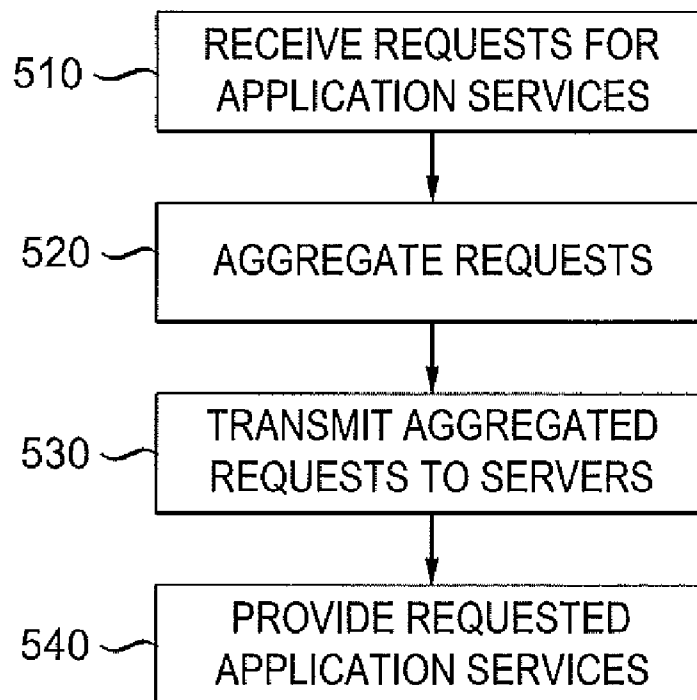 510
RECEIVE REQUESTS FOR
APPLICATION SERVICES
520
AGGREGATE REQUESTS
530
TRANSMIT AGGREGATED
REQUESTS TO SERVERS
540
PROVIDE REQUESTED
APPLICATION SERVICES